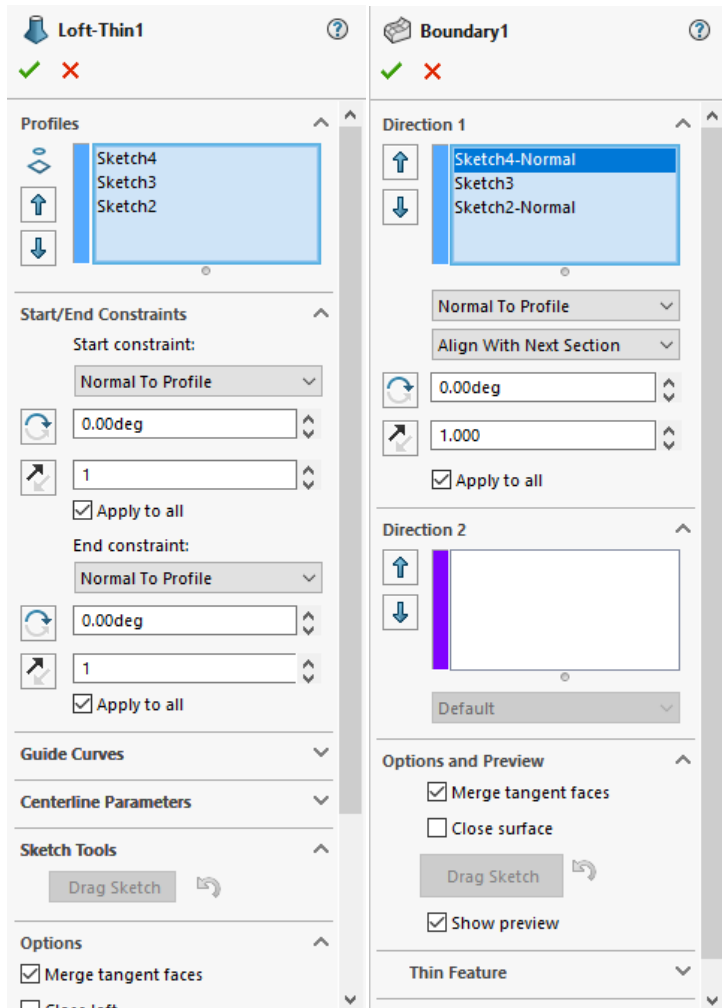 Loft-Thin1
Profiles
Sketch4
Sketch3
Sketch2
Start/End Constraints
Start constraint:
Normal To Profile
0.00deg
1
Apply to all
End constraint:
Normal To Profile
0.00deg
1
Apply to all
Guide Curves
Centerline Parameters
Sketch Tools
Drag Sketch
Options
Merge tangent faces
Close loft
Boundary1
Direction 1
Sketch4-Normal
Sketch3
Sketch2-Normal
Normal To Profile
Align With Next Section
0.00deg
1.000
Apply to all
Direction 2
Default
Options and Preview
Merge tangent faces
Close surface
Drag Sketch
Show preview
Thin Feature